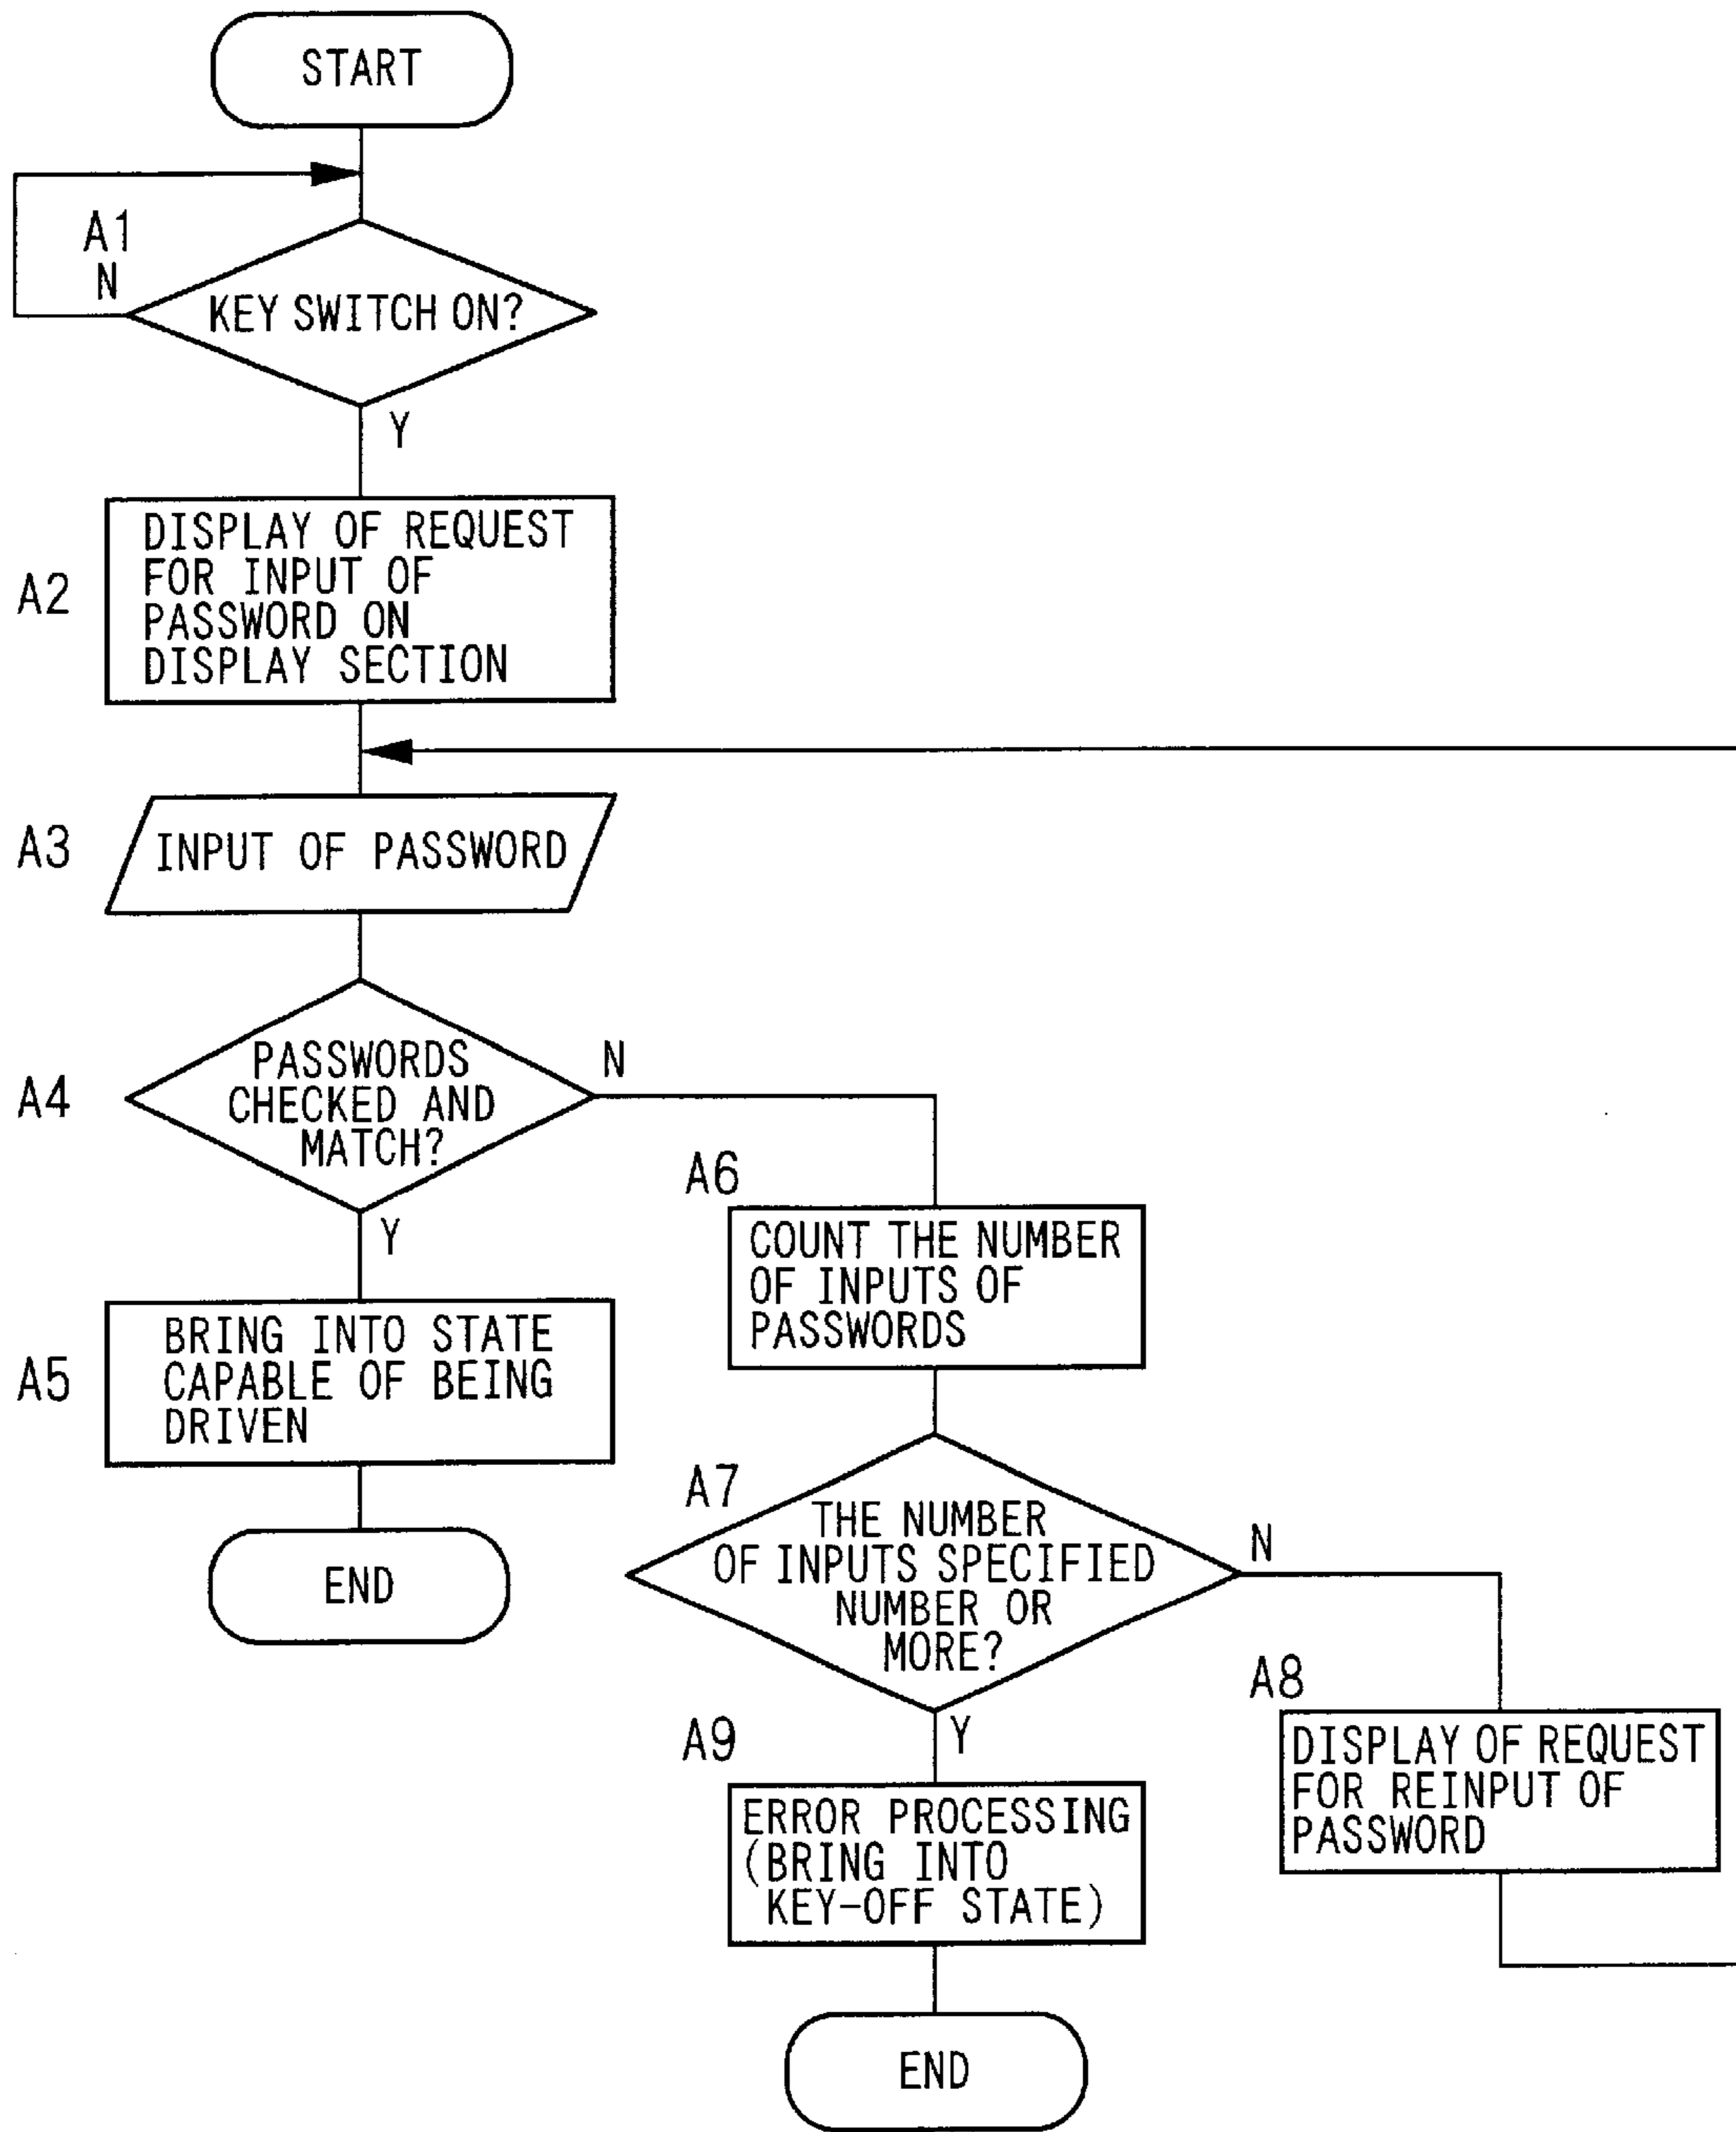 START
A1
N
KEY SWITCH ON?
Y
A2
DISPLAY OF REQUEST
FOR INPUT OF
PASSWORD ON
DISPLAY SECTION
A3
INPUT OF PASSWORD
A4
PASSWORDS
CHECKED AND
MATCH?
N
Y
A5
BRING INTO STATE
CAPABLE OF BEING
DRIVEN
END
A6
COUNT THE NUMBER
OF INPUTS OF
PASSWORDS
A7
THE NUMBER
OF INPUTS SPECIFIED
NUMBER OR
MORE?
N
Y
A8
DISPLAY OF REQUEST
FOR REINPUT OF
PASSWORD
A9
ERROR PROCESSING
(BRING INTO
KEY-OFF STATE)
END